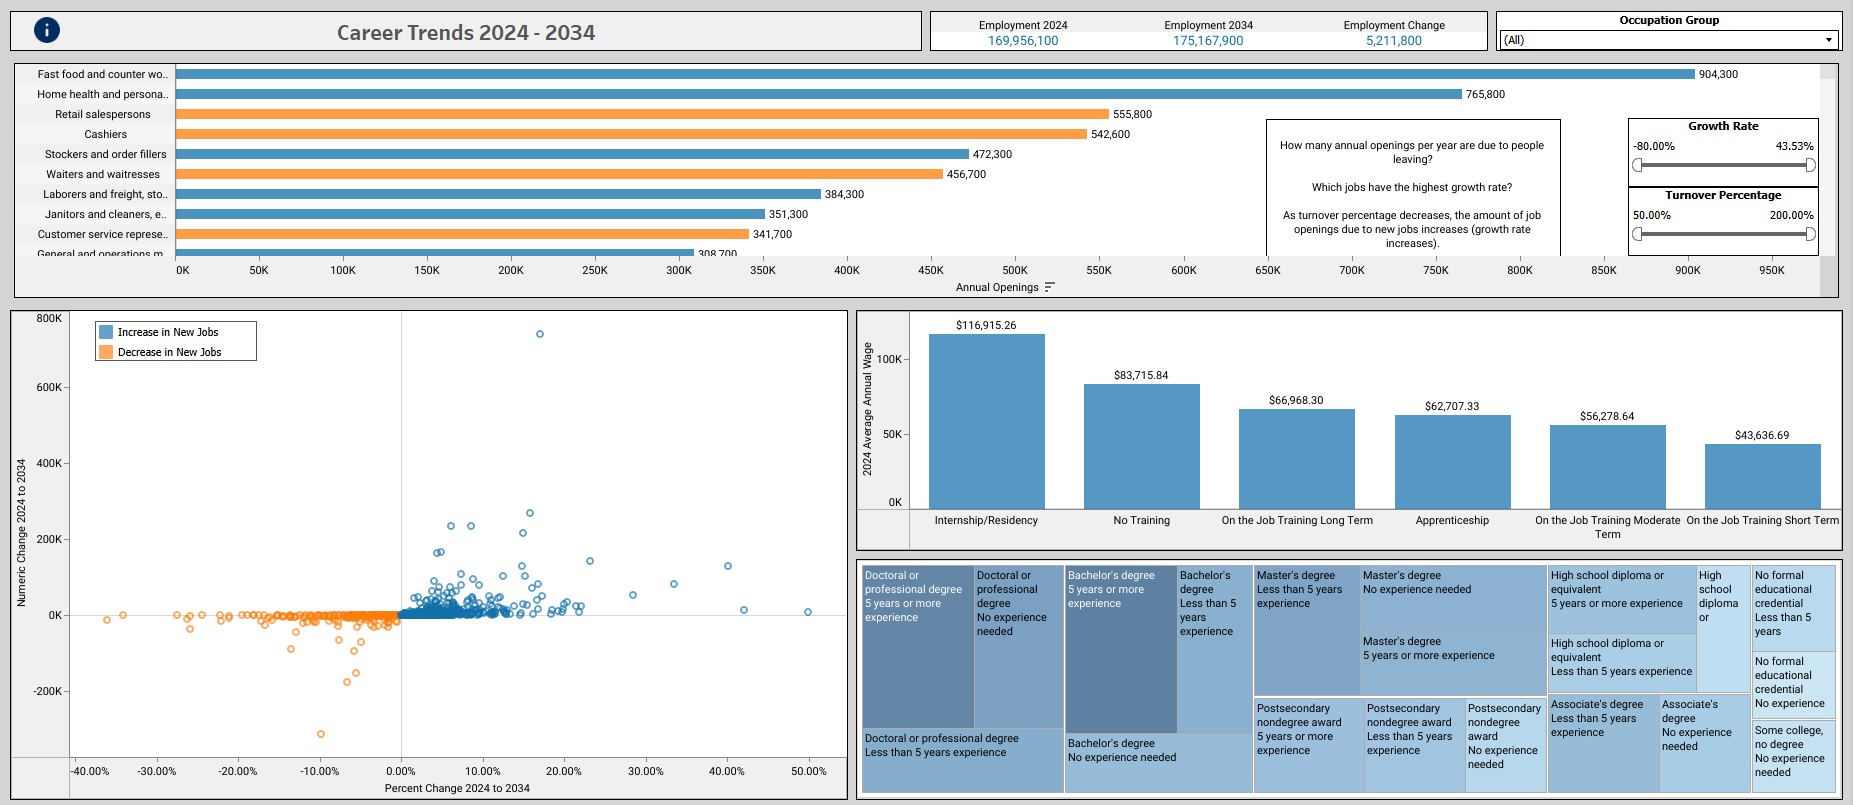 Career Trends 2024 - 2034
Employment 2024
Employment 2034
Employment Change
169,956,100
175,167,900
5,211,800
Occupation Group
(All)
Fast food and counter wo..
904,300
Home health and persona..
765,800
Retail salespersons
555,800
Cashiers
542,600
Stockers and order fillers
472,300
Waiters and waitresses
456,700
Laborers and freight, sto..
384,300
Janitors and cleaners, e..
351,300
Customer service represe..
341,700
General and operations m
308,700
How many annual openings per year are due to people
leaving?
Which jobs have the highest growth rate?
As turnover percentage decreases, the amount of job
openings due to new jobs increases (growth rate
increases).
Growth Rate
-80.00%
43.53%
Turnover Percentage
50.00%
200.00%
0K
50K
100K
150K
200K
250K
300K
350K
400K
450K
500K
550K
600K
650K
700K
750K
800K
850K
900K
950K
Annual Openings
Increase in New Jobs
Decrease in New Jobs
Numeric Change 2024 to 2034
800K
600K
400K
200K
0K
-200K
-40.00%
-30.00%
-20.00%
-10.00%
0.00%
10.00%
20.00%
30.00%
40.00%
50.00%
Percent Change 2024 to 2034
2024 Average Annual Wage
100K
50K
0K
$116,915.26
$83,715.84
$66,968.30
$62,707.33
$56,278.64
$43,636.69
Internship/Residency
No Training
On the Job Training Long Term
Apprenticeship
On the Job Training Moderate
Term
On the Job Training Short Term
Doctoral or
professional degree
5 years or more
experience
Doctoral or
professional
degree
No experience
needed
Doctoral or professional degree
Less than 5 years experience
Bachelor's degree
5 years or more
experience
Bachelor's
degree
Less than 5
years
experience
Bachelor's degree
No experience needed
Master's degree
Less than 5 years
experience
Master's degree
No experience needed
Master's degree
5 years or more experience
Postsecondary
nondegree award
5 years or more
experience
Postsecondary
nondegree award
Less than 5 years
experience
Postsecondary
nondegree
award
No experience
needed
High school diploma or
equivalent
5 years or more experience
High school diploma or
equivalent
Less than 5 years experience
High
school
diploma
or
Associate's degree
Less than 5 years
experience
Associate's
degree
No experience
needed
No formal
educational
credential
Less than 5
years
No formal
educational
credential
No experience
Some college,
no degree
No experience
needed